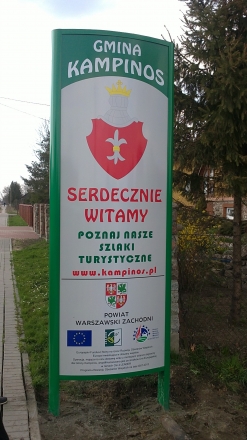 GMINA
KAMPINOS
SERDECZNIE
WITAMY
POZNAJ NASZE
SZLAKI
TURYSTYCZNE
www.kampinos.pl
POWIAT
WARSZAWSKI ZACHODNI